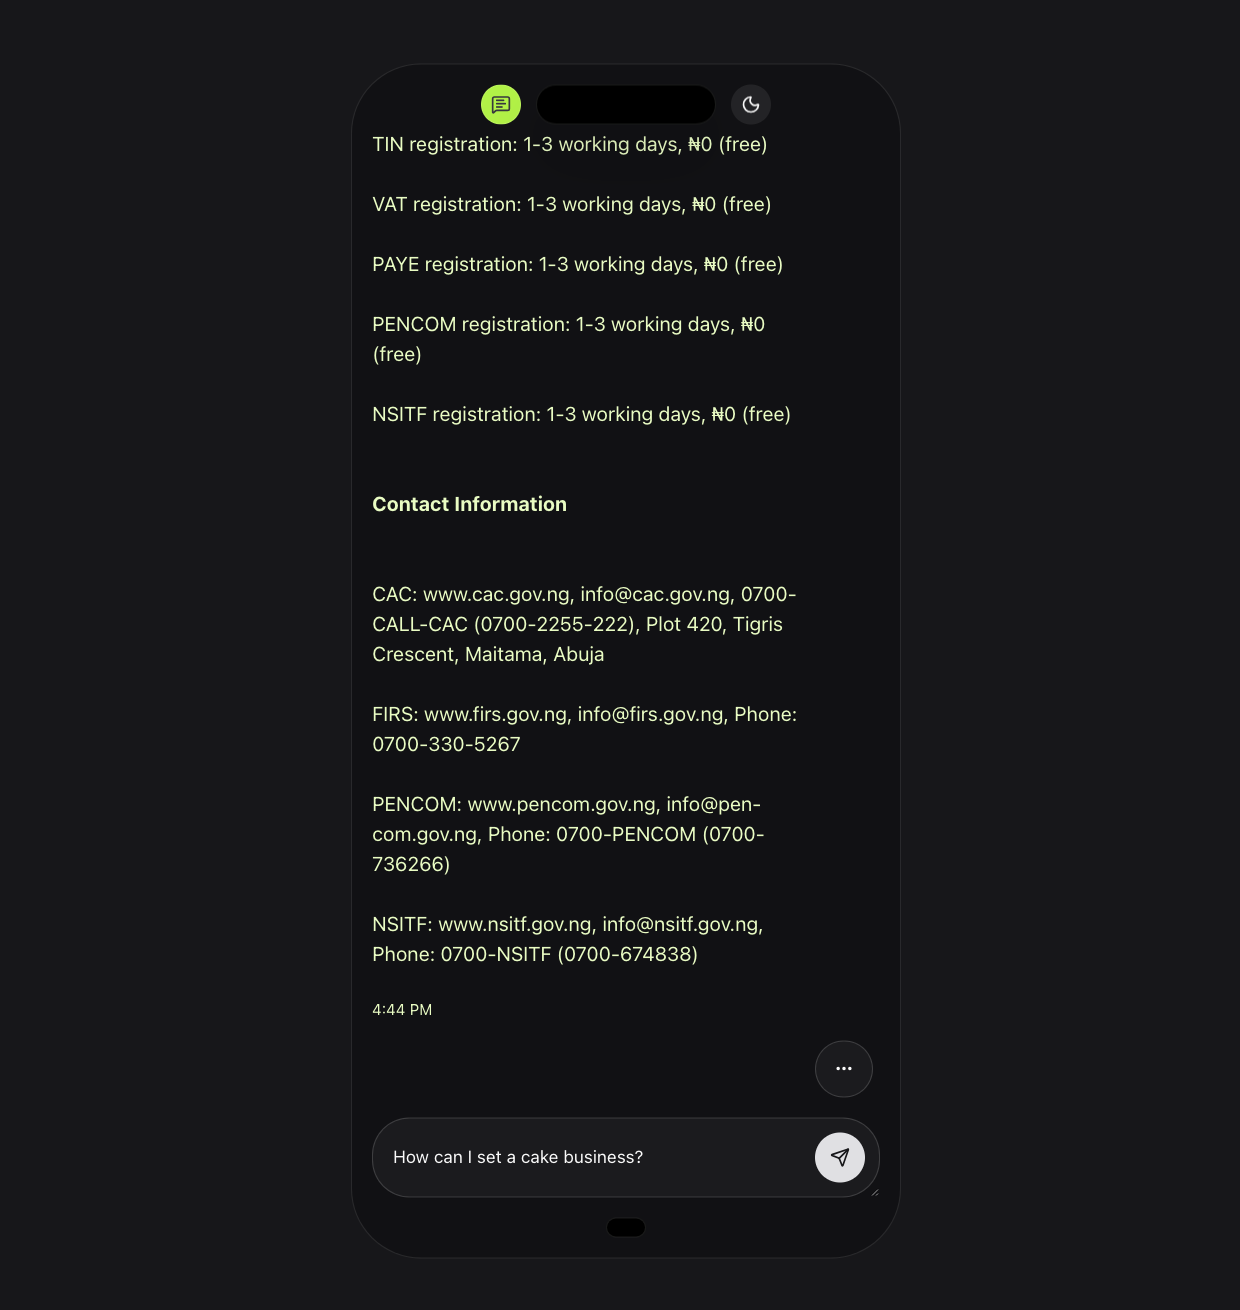 TIN registration: 1-3 working days, ₦0 (free)
VAT registration: 1-3 working days, ₦0 (free)
PAYE registration: 1-3 working days, ₦0 (free)
PENCOM registration: 1-3 working days, ₦0
(free)
NSITF registration: 1-3 working days, ₦0 (free)
Contact Information
CAC: www.cac.gov.ng, info@cac.gov.ng, 0700-
CALL-CAC (0700-2255-222), Plot 420, Tigris
Crescent, Maitama, Abuja
FIRS: www.firs.gov.ng, info@firs.gov.ng, Phone:
0700-330-5267
PENCOM: www.pencom.gov.ng, info@pen-
com.gov.ng, Phone: 0700-PENCOM (0700-
736266)
NSITF: www.nsitf.gov.ng, info@nsitf.gov.ng,
Phone: 0700-NSITF (0700-674838)
4:44 PM
How can I set a cake business?